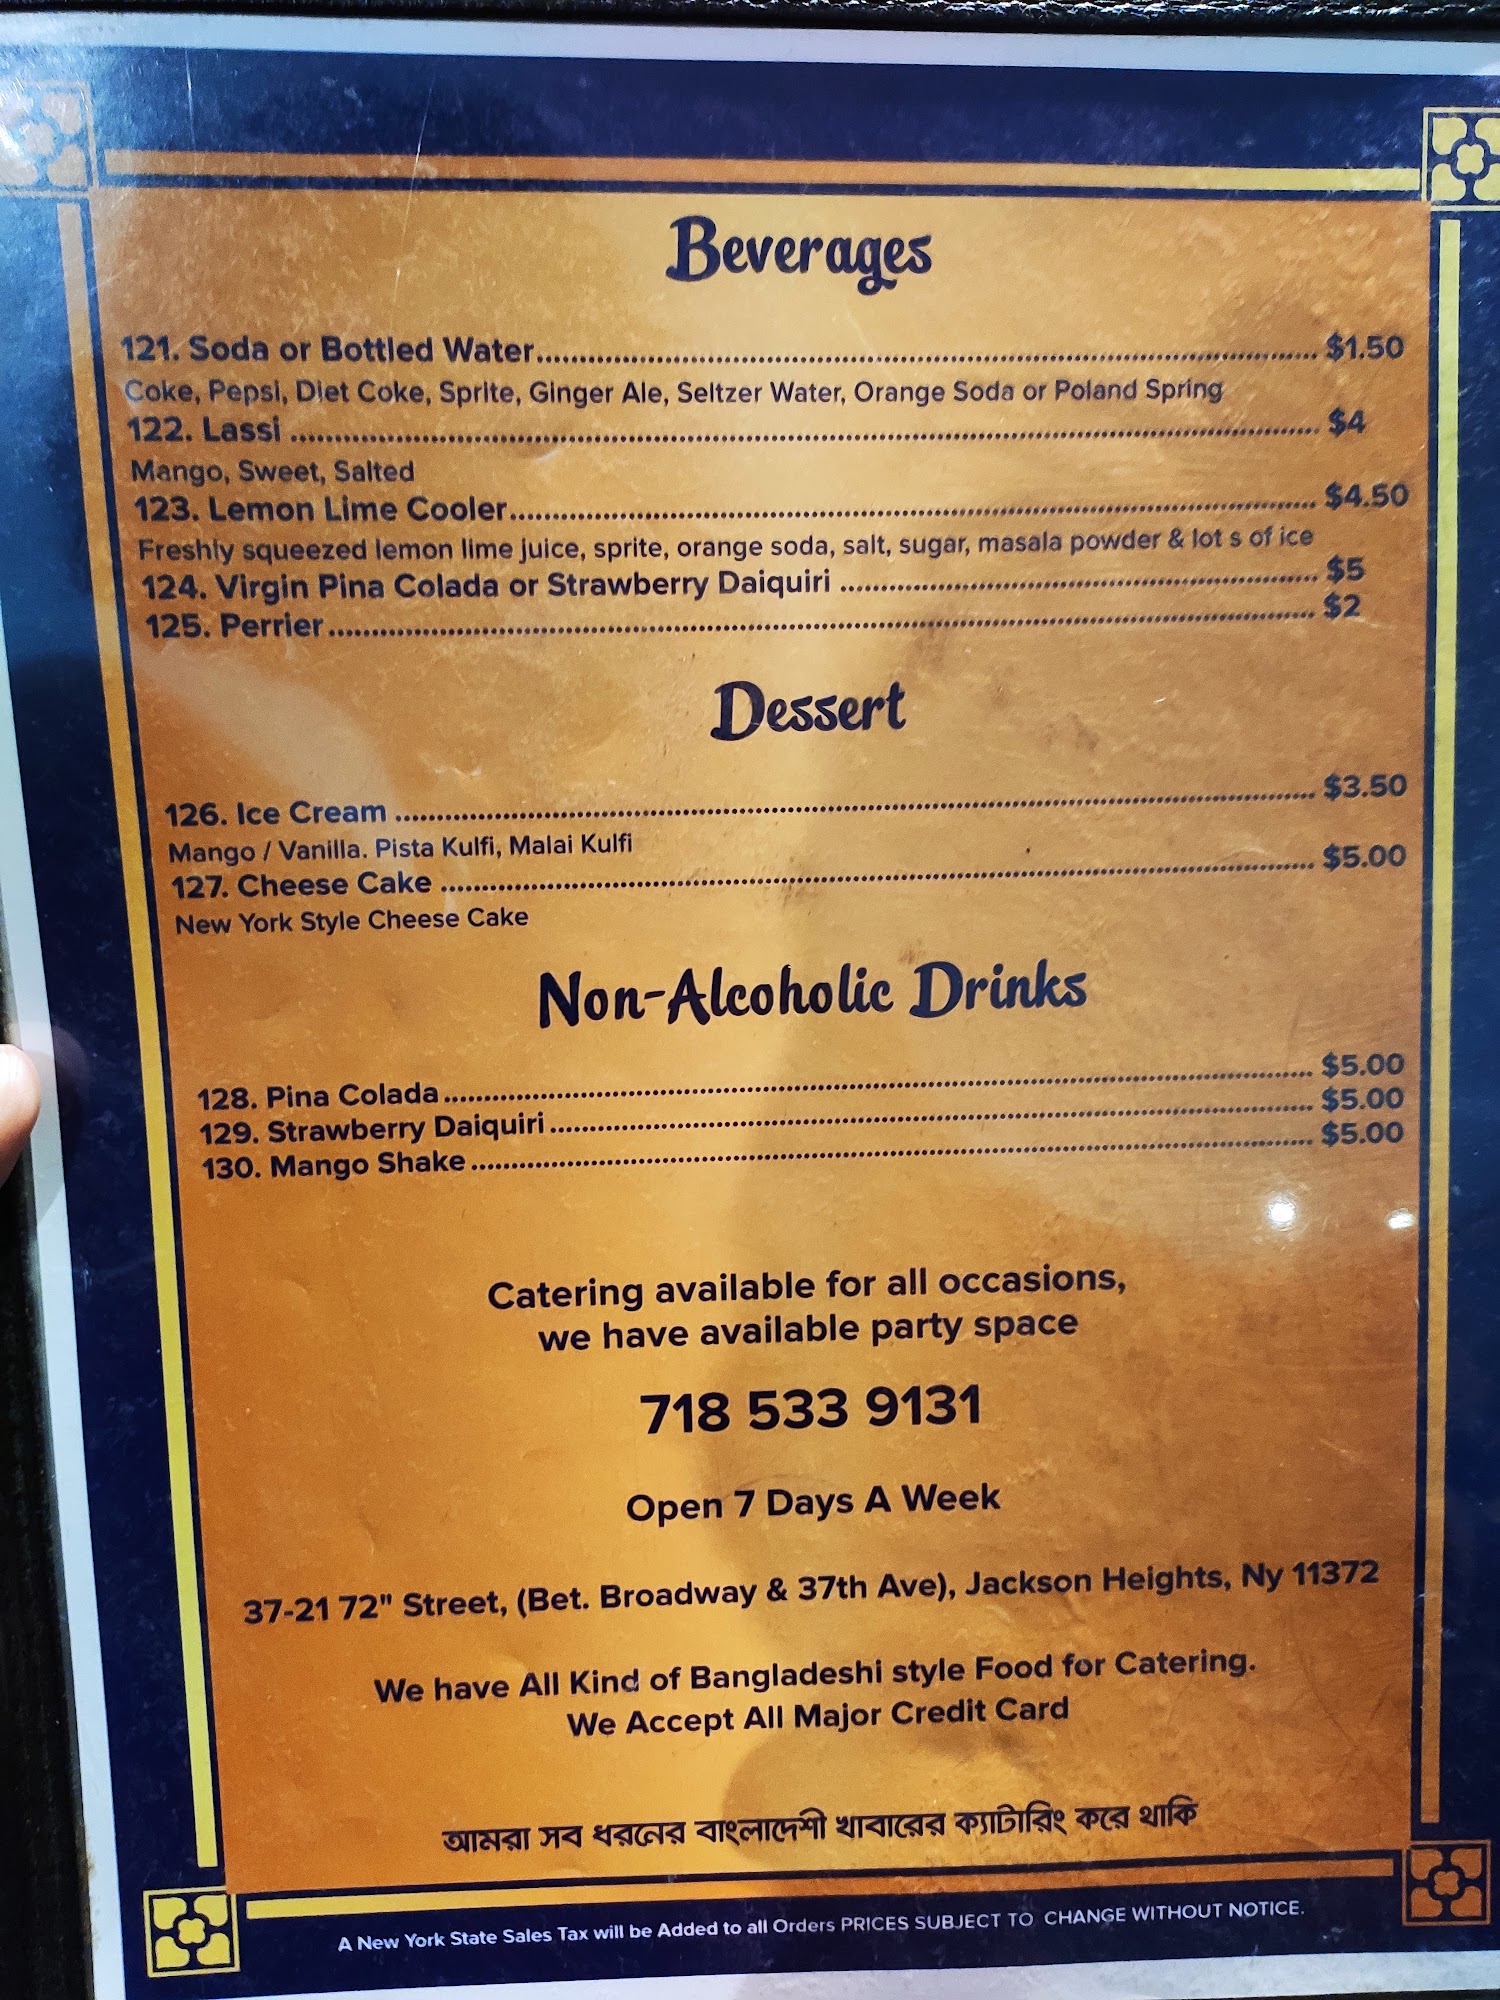 Beverages
121. Soda or Bottled Water.......... $1.50
Coke, Pepsi, Diet Coke, Sprite, Ginger Ale, Seltzer Water, Orange Soda or Poland Spring
122. Lassi .......... $4
Mango, Sweet, Salted
123. Lemon Lime Cooler.......... $4.50
Freshly squeezed lemon lime juice, sprite, orange soda, salt, sugar, masala powder & lot s of ice
124. Virgin Pina Colada or Strawberry Daiquiri .......... $5
125. Perrier.......... $2
Dessert
126. Ice Cream .......... $3.50
Mango / Vanilla. Pista Kulfi, Malai Kulfi
127. Cheese Cake .......... $5.00
New York Style Cheese Cake
Non-Alcoholic Drinks
128. Pina Colada.......... $5.00
129. Strawberry Daiquiri.......... $5.00
130. Mango Shake.......... $5.00
Catering available for all occasions,
we have available party space
718 533 9131
Open 7 Days A Week
37-21 72" Street, (Bet. Broadway & 37th Ave), Jackson Heights, Ny 11372
We have All Kind of Bangladeshi style Food for Catering.
We Accept All Major Credit Card
আমরা সব ধরনের বাংলাদেশী খাবারের ক্যাটারিং করে থাকি
A New York State Sales Tax will be Added to all Orders PRICES SUBJECT TO CHANGE WITHOUT NOTICE.